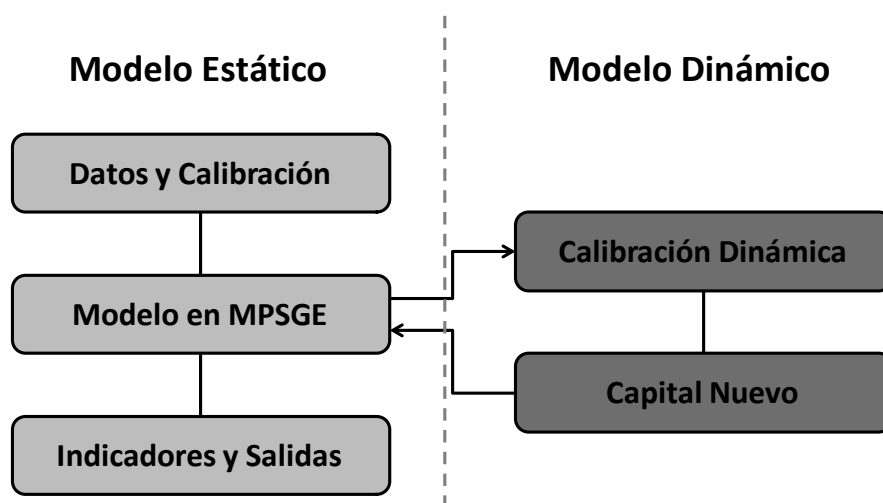 Modelo Estático
Modelo Dinámico
Datos y Calibración
Calibración Dinámica
Modelo en MPSGE
Capital Nuevo
Indicadores y Salidas